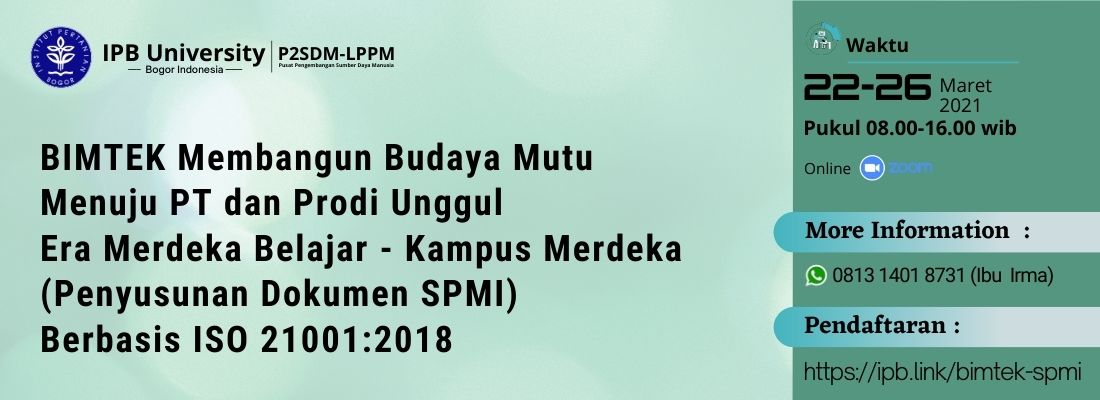 INSTITUT PERTANIAN
BOGOR
IPB University
Bogor Indonesia
P2SDM-LPPM
Pusat Pengembangan Sumber Daya Manusia
BIMTEK Membangun Budaya Mutu
Menuju PT dan Prodi Unggul
Era Merdeka Belajar - Kampus Merdeka
(Penyusunan Dokumen SPMI)
Berbasis ISO 21001:2018
Waktu
22-26 Maret
2021
Pukul 08.00-16.00 wib
Online zoom
More Information :
0813 1401 8731 (Ibu Irma)
Pendaftaran :
https://ipb.link/bimtek-spmi